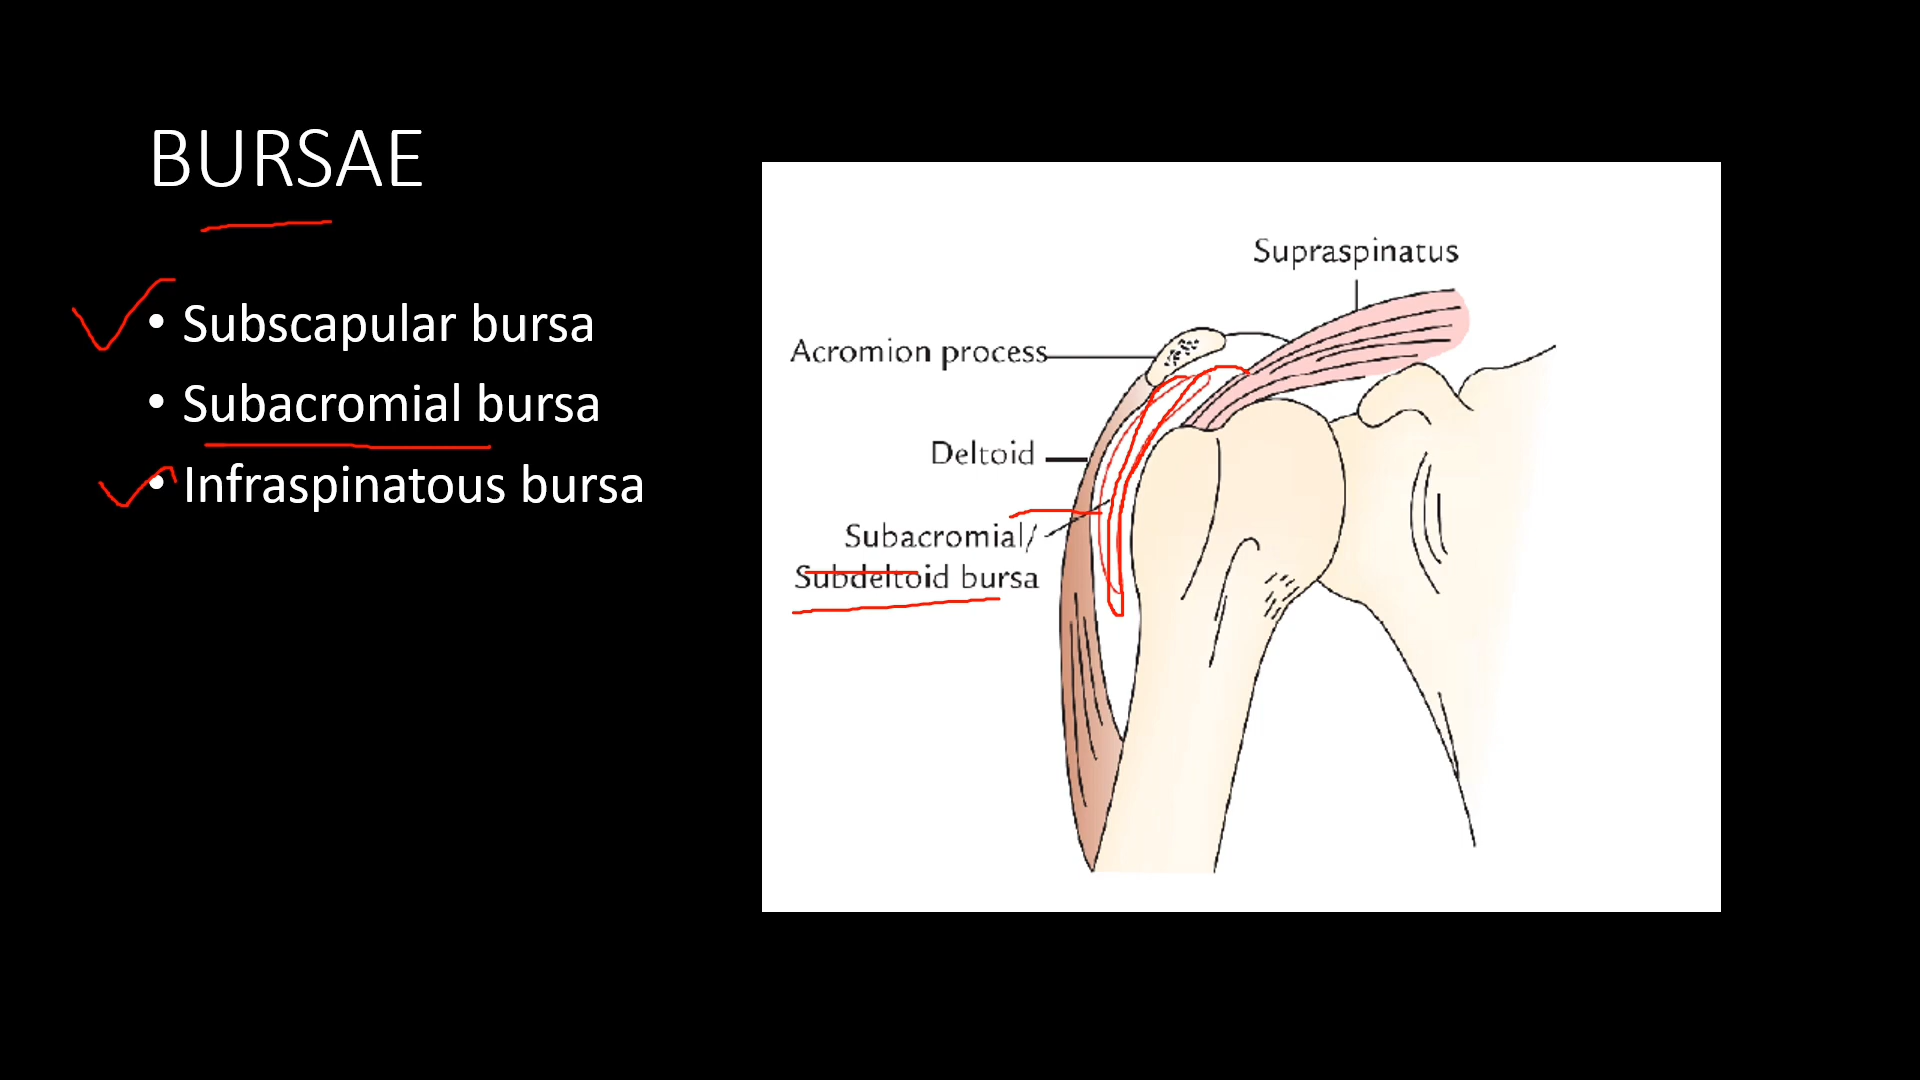 BURSAE
• Subscapular bursa
• Subacromial bursa
• Infraspinatous bursa
Supraspinatus
Acromion process
Deltoid
Subacromial/
Subdeltoid bursa